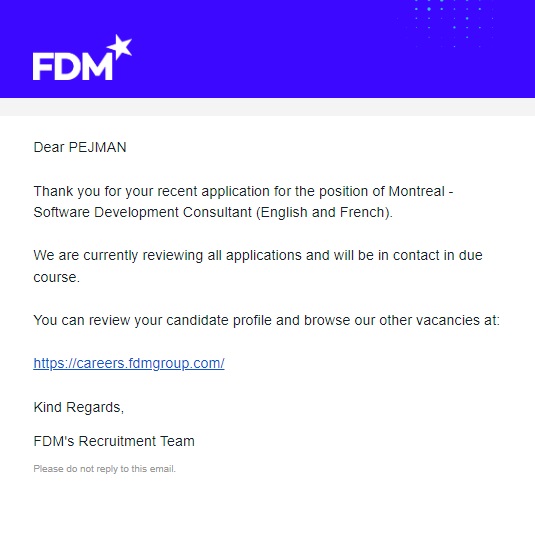 FDM
Dear PEJMAN
Thank you for your recent application for the position of Montreal -
Software Development Consultant (English and French).
We are currently reviewing all applications and will be in contact in due
course.
You can review your candidate profile and browse our other vacancies at:
https://careers.fdmgroup.com/
Kind Regards,
FDM's Recruitment Team
Please do not reply to this email.